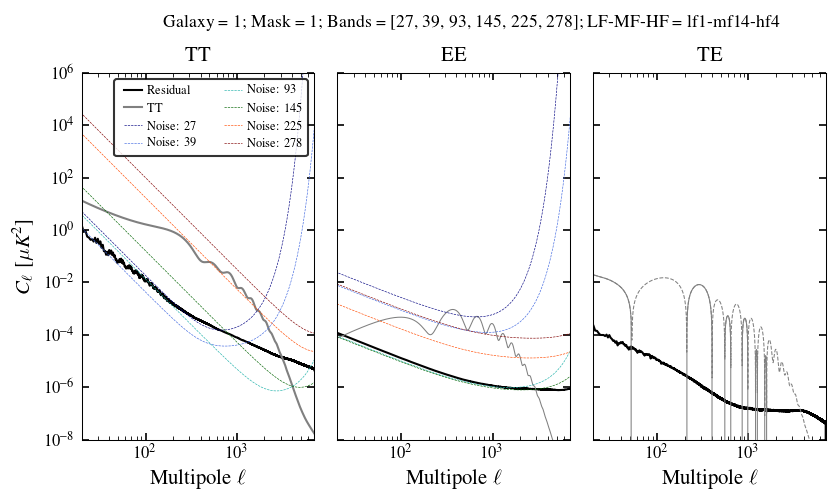 Galaxy = 1; Mask = 1; Bands = [27, 39, 93, 145, 225, 278]; LF-MF-HF = lf1-mf14-hf4
TT EE TE
Residual
TT
Noise: 27
Noise: 39
Noise: 93
Noise: 145
Noise: 225
Noise: 278
10^6
10^4
10^2
10^0
10^−2
10^−4
10^−6
10^−8
C_ℓ [μK^2]
10^2 10^3 10^2 10^3 10^2 10^3
Multipole ℓ Multipole ℓ Multipole ℓ